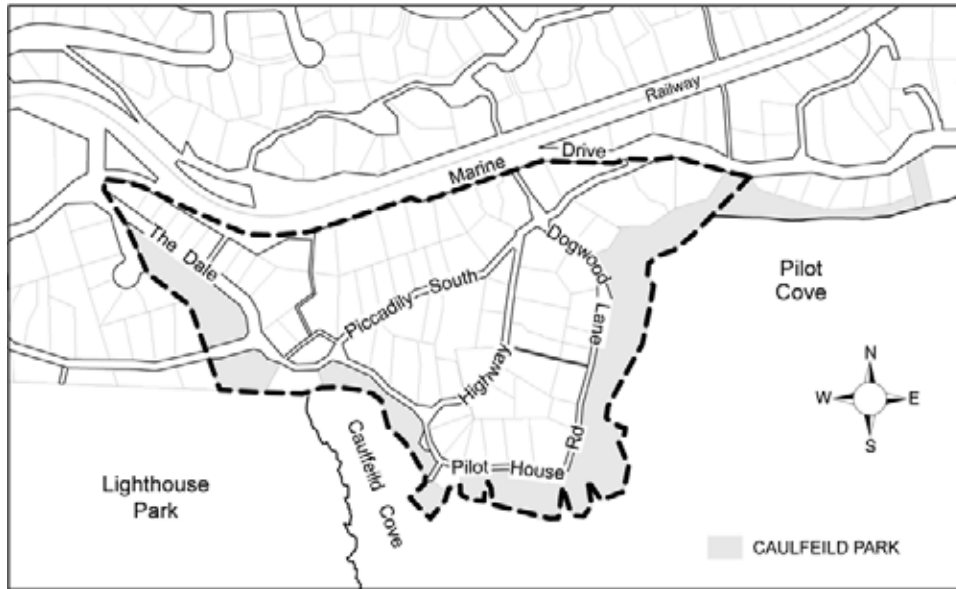 Railway
Marine Drive
The Dale
Piccadily South
Dogwood Lane
Pilot
Cove
Highway
N
W E
S
Caulfeild Cove
Pilot House Rd
Lighthouse
Park
CAULFEILD PARK